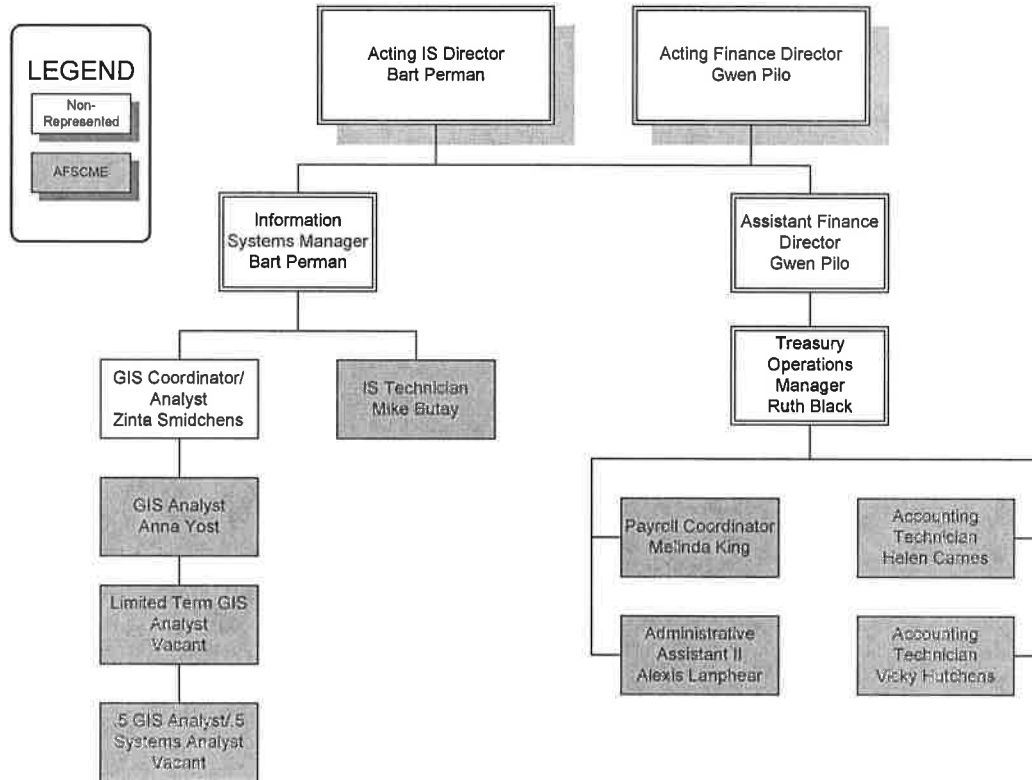 LEGEND
Non-
Represented
AFSCME
Acting IS Director
Bart Perman
Acting Finance Director
Gwen Pilo
Information
Systems Manager
Bart Perman
Assistant Finance
Director
Gwen Pilo
GIS Coordinator/
Analyst
Zinta Smidchens
IS Technician
Mike Butay
Treasury
Operations
Manager
Ruth Black
GIS Analyst
Anna Yost
Payroll Coordinator
Melinda King
Accounting
Technician
Helen Carnes
Limited Term GIS
Analyst
Vacant
Administrative
Assistant II
Alexis Lanphear
Accounting
Technician
Vicky Hutchens
.5 GIS Analyst/.5
Systems Analyst
Vacant